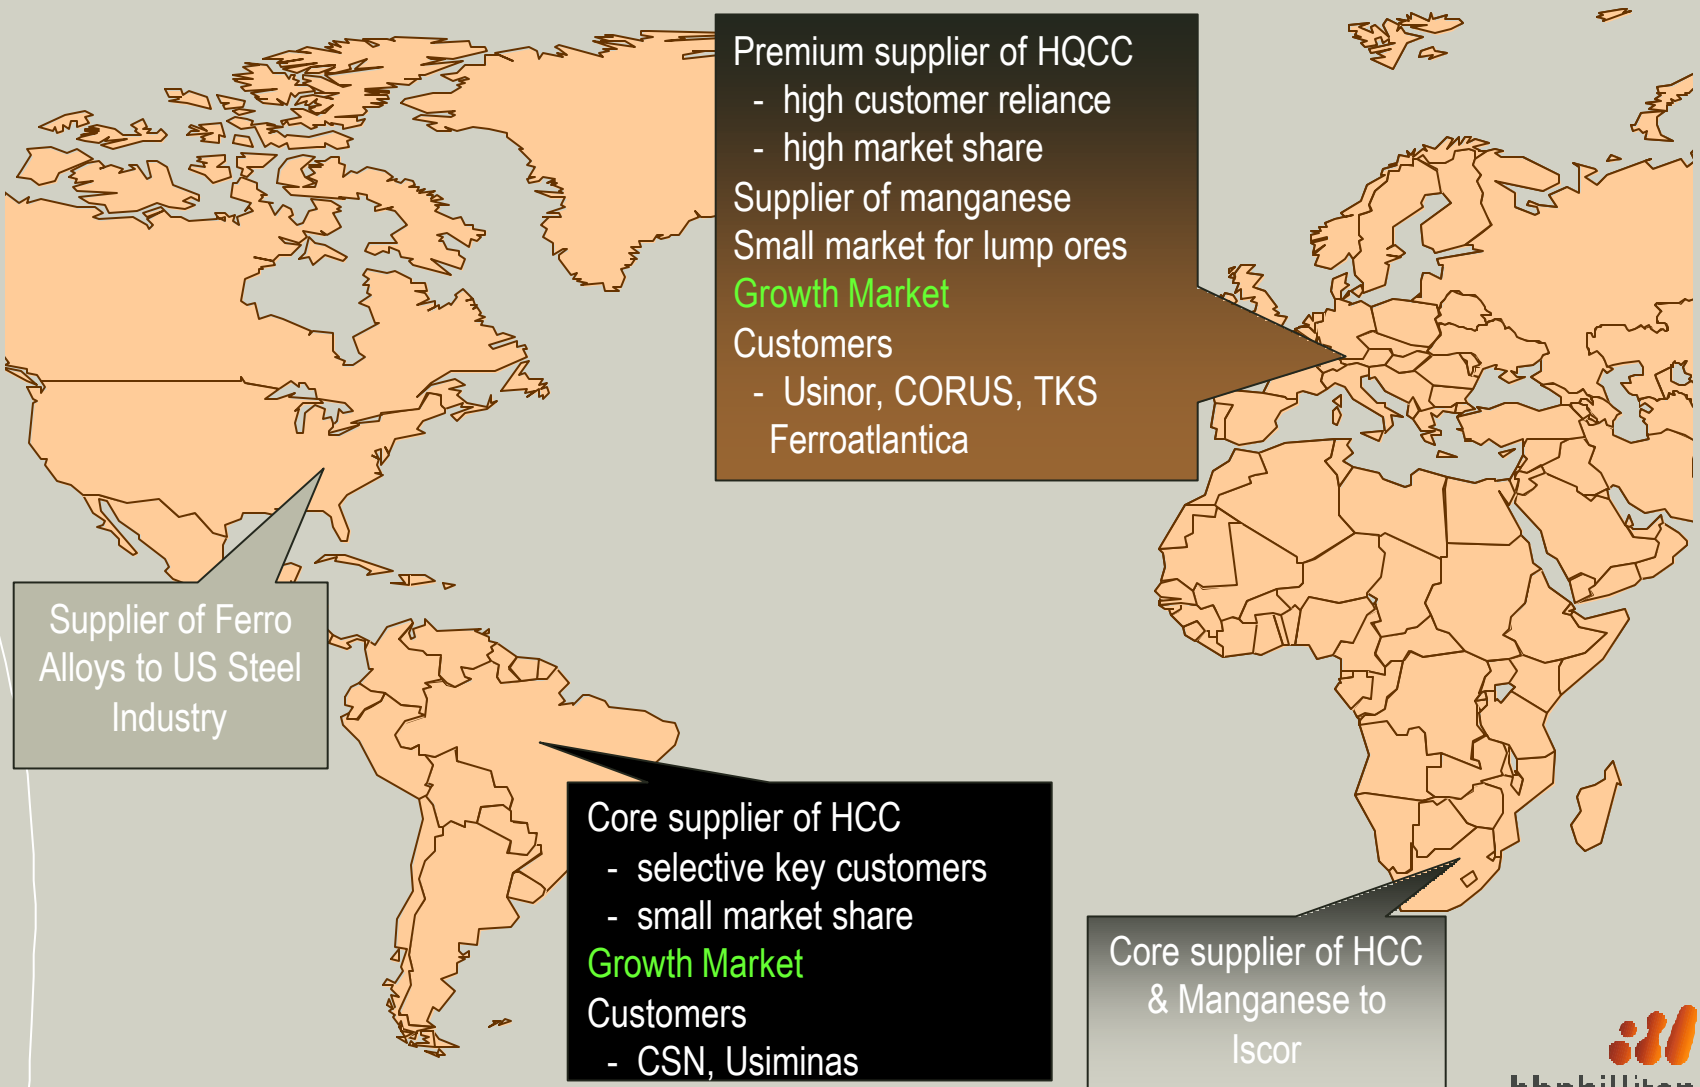 Premium supplier of HQCC
- high customer reliance
- high market share
Supplier of manganese
Small market for lump ores
Growth Market
Customers
- Usinor, CORUS, TKS
Ferroatlantica
Supplier of Ferro
Alloys to US Steel
Industry
Core supplier of HCC
- selective key customers
- small market share
Growth Market
Customers
- CSN, Usiminas
Core supplier of HCC
& Manganese to
Iscor
bhpbilliton